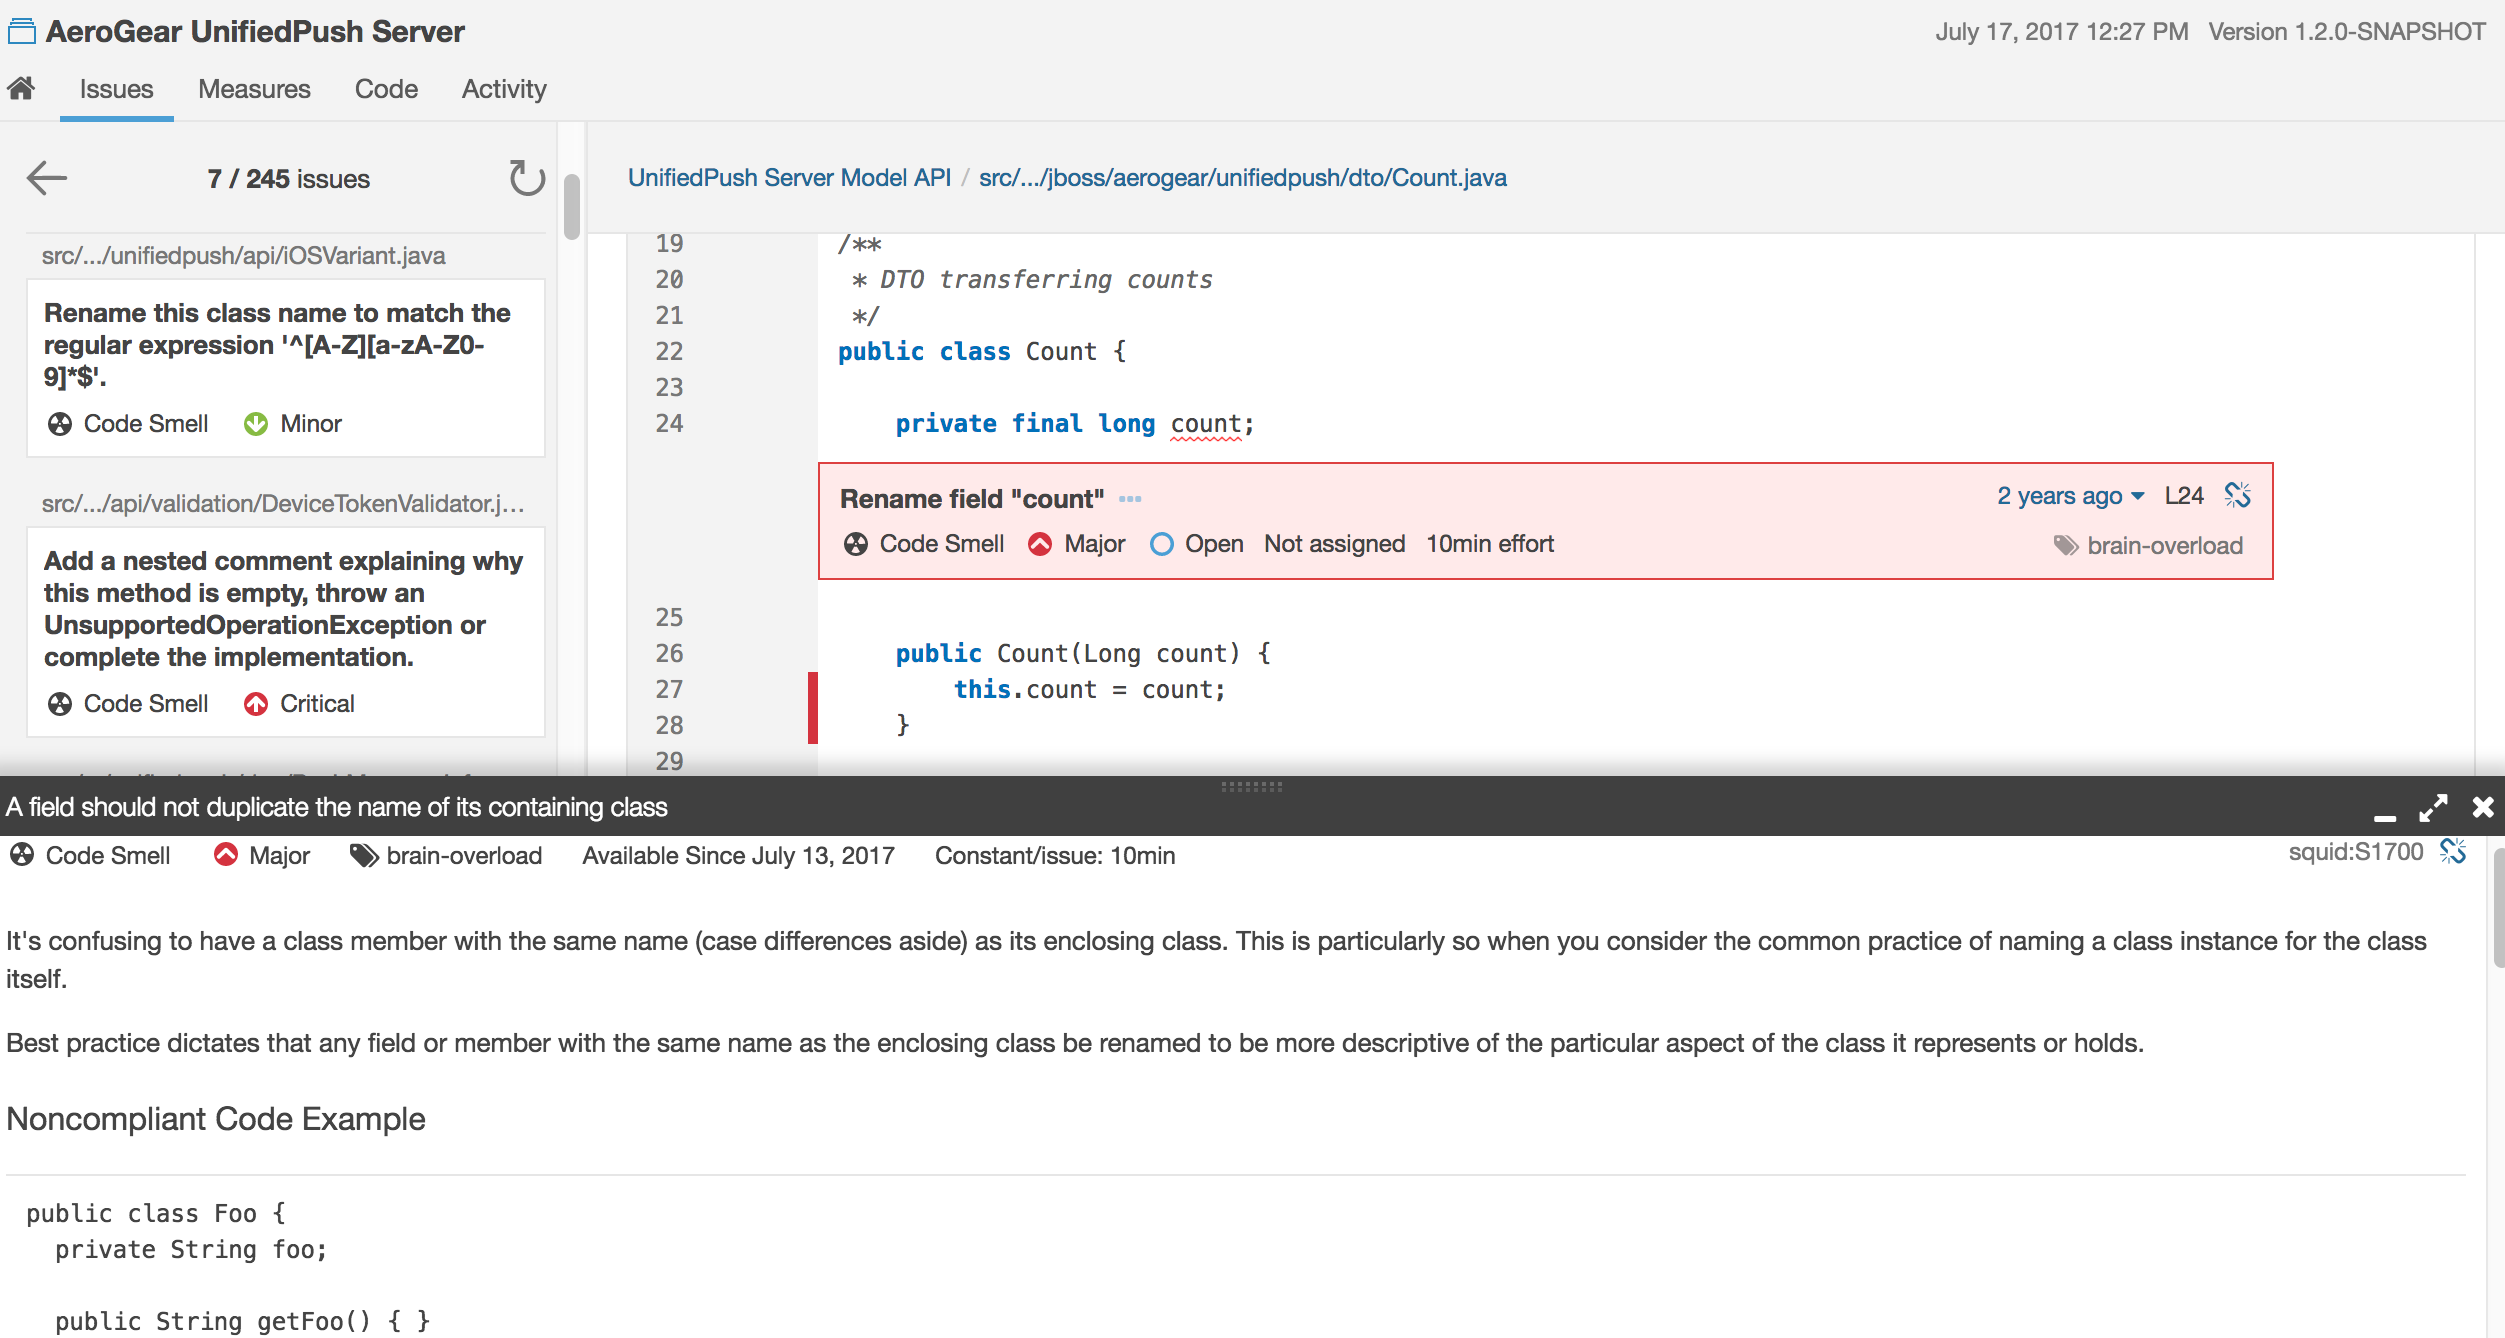 AeroGear UnifiedPush Server
July 17, 2017 12:27 PM Version 1.2.0-SNAPSHOT
Issues Measures Code Activity
7 / 245 issues
src/.../unifiedpush/api/iOSVariant.java
Rename this class name to match the
regular expression '^[A-Z][a-zA-Z0-
9]*$'.
Code Smell Minor
src/.../api/validation/DeviceTokenValidator.j...
Add a nested comment explaining why
this method is empty, throw an
UnsupportedOperationException or
complete the implementation.
Code Smell Critical
UnifiedPush Server Model API / src/.../jboss/aerogear/unifiedpush/dto/Count.java
19 /**
20 * DTO transferring counts
21 */
22 public class Count {
23
24 private final long count;
Rename field "count" ...
2 years ago L24
Code Smell Major Open Not assigned 10min effort
brain-overload
25
26 public Count(Long count) {
27 this.count = count;
28 }
29
A field should not duplicate the name of its containing class
Code Smell Major brain-overload Available Since July 13, 2017 Constant/issue: 10min
squid:S1700
It's confusing to have a class member with the same name (case differences aside) as its enclosing class. This is particularly so when you consider the common practice of naming a class instance for the class
itself.
Best practice dictates that any field or member with the same name as the enclosing class be renamed to be more descriptive of the particular aspect of the class it represents or holds.
Noncompliant Code Example
public class Foo {
private String foo;
public String getFoo() { }